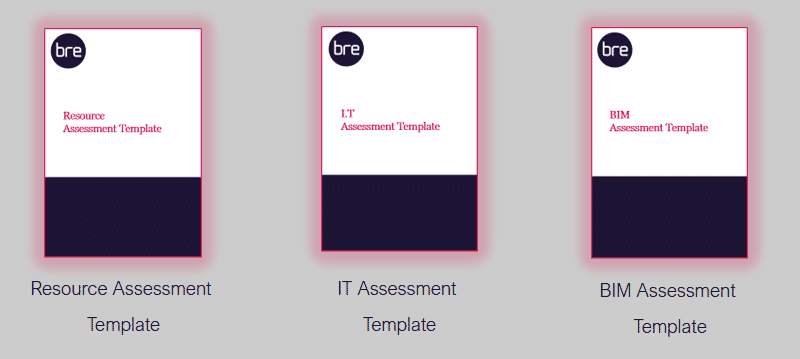 bre
Resource
Assessment Template
Resource Assessment
Template
bre
I.T
Assessment Template
IT Assessment
Template
bre
BIM
Assessment Template
BIM Assessment
Template